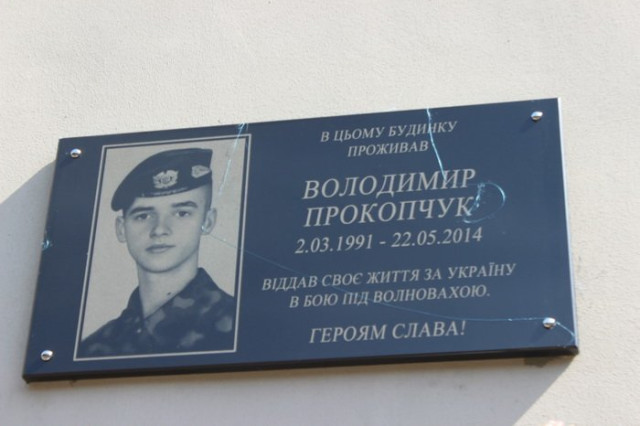 В ЦЬОМУ БУДИНКУ
ПРОЖИВАВ
ВОЛОДИМИР
ПРОКОПЧУК
2.03.1991 - 22.05.2014
ВІДДАВ СВОЄ ЖИТТЯ ЗА УКРАЇНУ
В БОЮ ПІД ВОЛНОВАХОЮ.
ГЕРОЯМ СЛАВА!